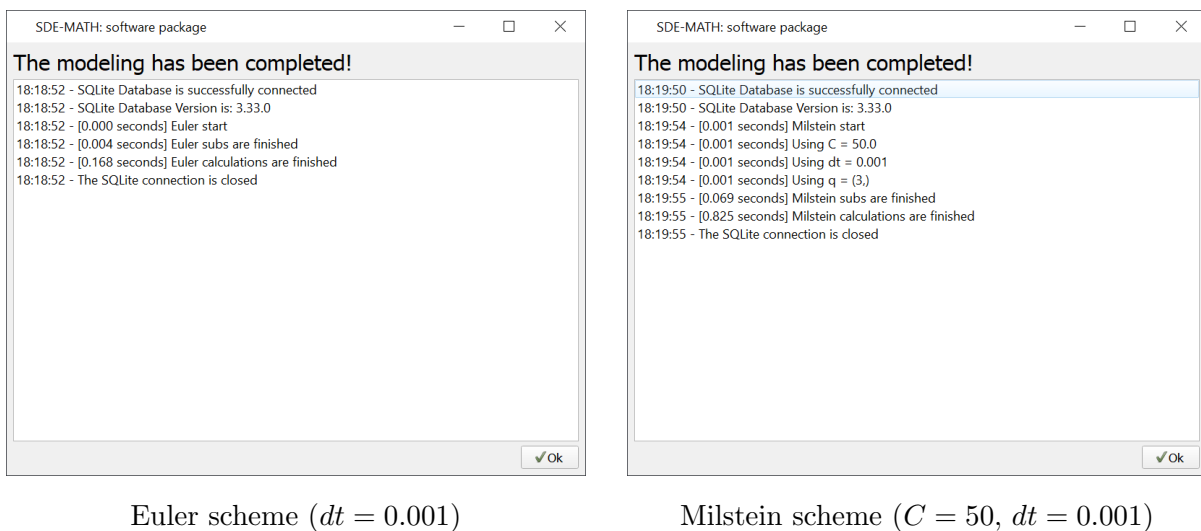 SDE-MATH: software package
The modeling has been completed!
18:18:52 - SQLite Database is successfully connected
18:18:52 - SQLite Database Version is: 3.33.0
18:18:52 - [0.000 seconds] Euler start
18:18:52 - [0.004 seconds] Euler subs are finished
18:18:52 - [0.168 seconds] Euler calculations are finished
18:18:52 - The SQLite connection is closed
Ok
Euler scheme (dt = 0.001)
SDE-MATH: software package
The modeling has been completed!
18:19:50 - SQLite Database is successfully connected
18:19:50 - SQLite Database Version is: 3.33.0
18:19:54 - [0.001 seconds] Milstein start
18:19:54 - [0.001 seconds] Using C = 50.0
18:19:54 - [0.001 seconds] Using dt = 0.001
18:19:54 - [0.001 seconds] Using q = (3,)
18:19:55 - [0.069 seconds] Milstein subs are finished
18:19:55 - [0.825 seconds] Milstein calculations are finished
18:19:55 - The SQLite connection is closed
Ok
Milstein scheme (C = 50, dt = 0.001)